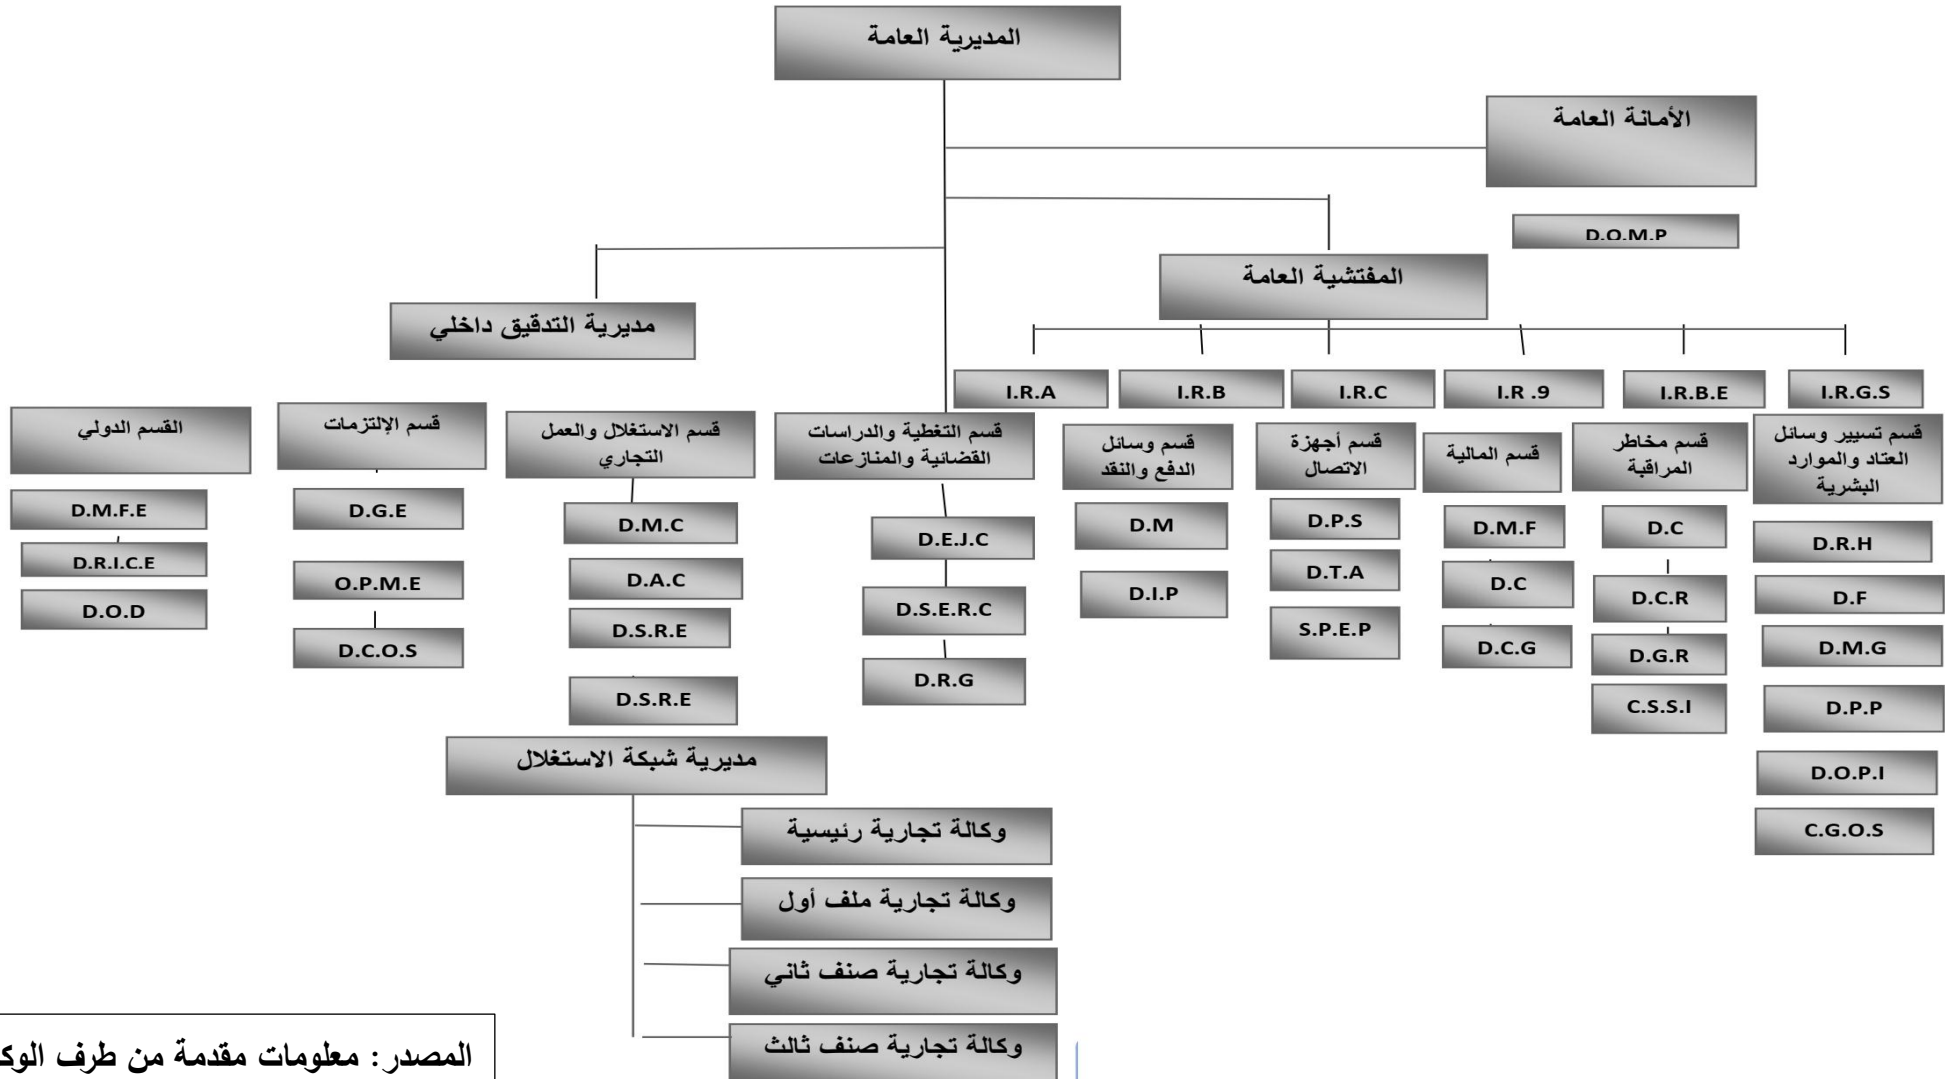 المديرية العامة
الأمانة العامة
D.O.M.P
المفتشية العامة
مديرية التدقيق داخلي
I.R.A
I.R.B
I.R.C
I.R .9
I.R.B.E
I.R.G.S
القسم الدولي
D.M.F.E
D.R.I.C.E
D.O.D
قسم الإلتزمات
D.G.E
O.P.M.E
D.C.O.S
قسم الاستغلال والعمل
التجاري
D.M.C
D.A.C
D.S.R.E
D.S.R.E
قسم التغطية والدراسات
القضائية والمنازعات
D.E.J.C
D.S.E.R.C
D.R.G
قسم وسائل
الدفع والنقد
D.M
D.I.P
قسم أجهزة
الاتصال
D.P.S
D.T.A
S.P.E.P
قسم المالية
D.M.F
D.C
D.C.G
قسم مخاطر
المراقبة
D.C
D.C.R
D.G.R
C.S.S.I
قسم تسيير وسائل
العتاد والموارد
البشرية
D.R.H
D.F
D.M.G
D.P.P
D.O.P.I
C.G.O.S
مديرية شبكة الاستغلال
وكالة تجارية رئيسية
وكالة تجارية ملف أول
وكالة تجارية صنف ثاني
وكالة تجارية صنف ثالث
المصدر: معلومات مقدمة من طرف